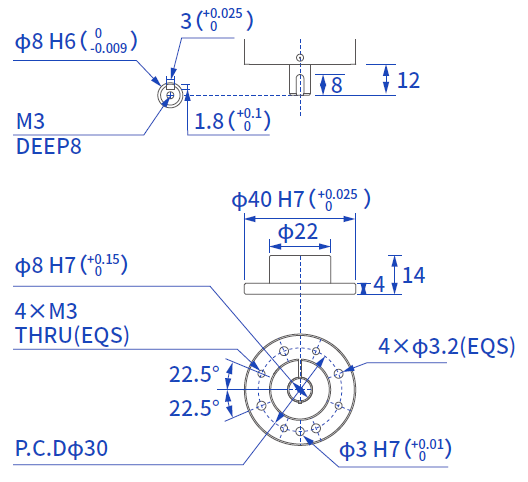 3 (+0.025 0)
φ8 H6 (0 -0.009)
8
12
M3
DEEP8
1.8 (+0.1 0)
φ40 H7 (+0.025 0)
φ22
φ8 H7 (+0.15 0)
4
14
4×M3
THRU(EQS)
4×φ3.2(EQS)
22.5°
22.5°
P.C.Dφ30
φ3 H7 (+0.01 0)